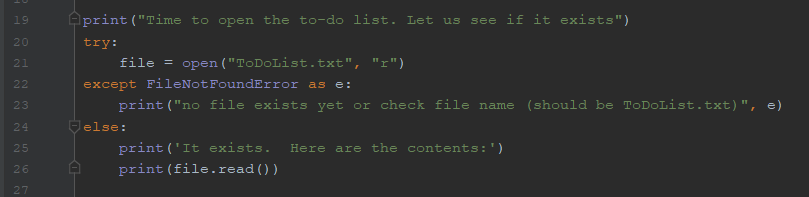 19 print("Time to open the to-do list. Let us see if it exists")
20 try:
21     file = open("ToDoList.txt", "r")
22 except FileNotFoundError as e:
23     print("no file exists yet or check file name (should be ToDoList.txt)", e)
24 else:
25     print('It exists.  Here are the contents:')
26     print(file.read())
27